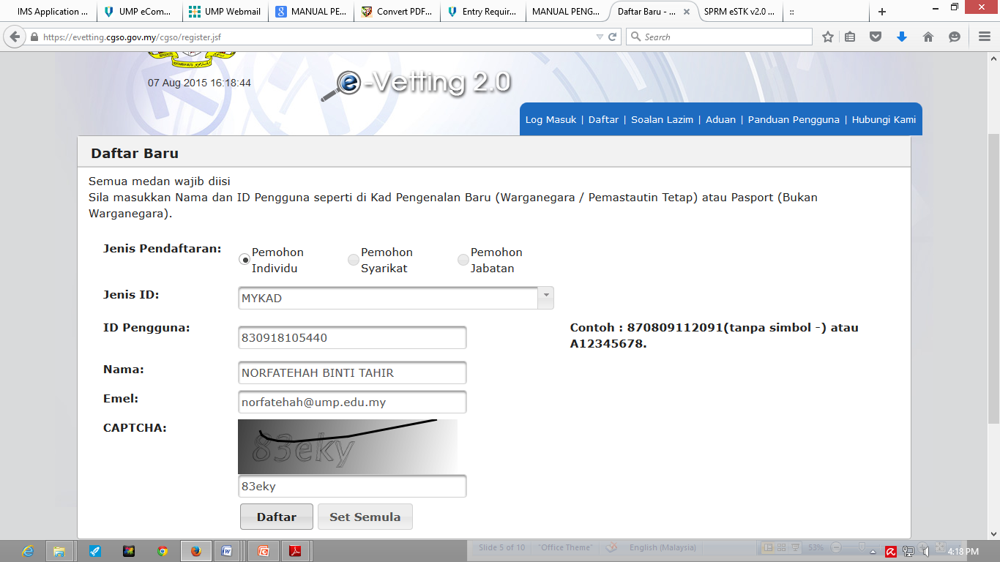 IMS Application ...
UMP eCom...
UMP Webmail
MANUAL PE...
Convert PDF...
Entry Requir...
MANUAL PENG...
Daftar Baru - ...
SPRM eSTK v2.0 ...
https://evetting.cgso.gov.my/cgso/register.jsf
Search
07 Aug 2015 16:18:44
e-Vetting 2.0
Log Masuk | Daftar | Soalan Lazim | Aduan | Panduan Pengguna | Hubungi Kami
Daftar Baru
Semua medan wajib diisi
Sila masukkan Nama dan ID Pengguna seperti di Kad Pengenalan Baru (Warganegara / Pemastautin Tetap) atau Pasport (Bukan
Warganegara).
Jenis Pendaftaran:
Pemohon
Individu
Pemohon
Syarikat
Pemohon
Jabatan
Jenis ID:
MYKAD
ID Pengguna:
830918105440
Contoh : 870809112091(tanpa simbol -) atau
A12345678.
Nama:
NORFATEHAH BINTI TAHIR
Emel:
norfatehah@ump.edu.my
CAPTCHA:
83eky
83eky
Daftar
Set Semula
Slide 5 of 10
"Office Theme"
English (Malaysia)
53%
4:18 PM